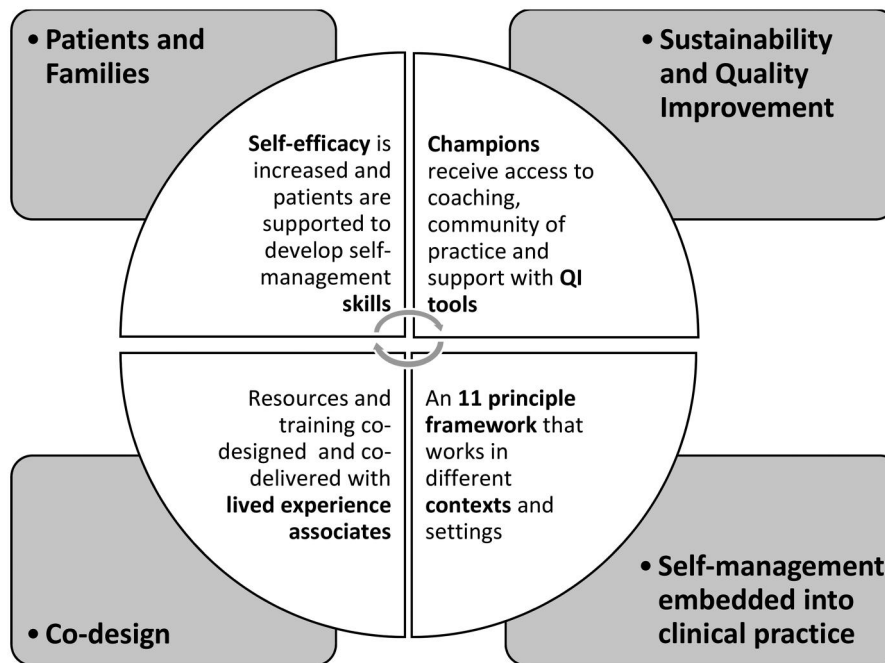 • Patients and
Families
• Sustainability
and Quality
Improvement
Self-efficacy is
increased and
patients are
supported to
develop self-
management
skills
Champions
receive access to
coaching,
community of
practice and
support with QI
tools
Resources and
training co-
designed and co-
delivered with
lived experience
associates
An 11 principle
framework that
works in
different
contexts and
settings
• Co-design
• Self-management
embedded into
clinical practice